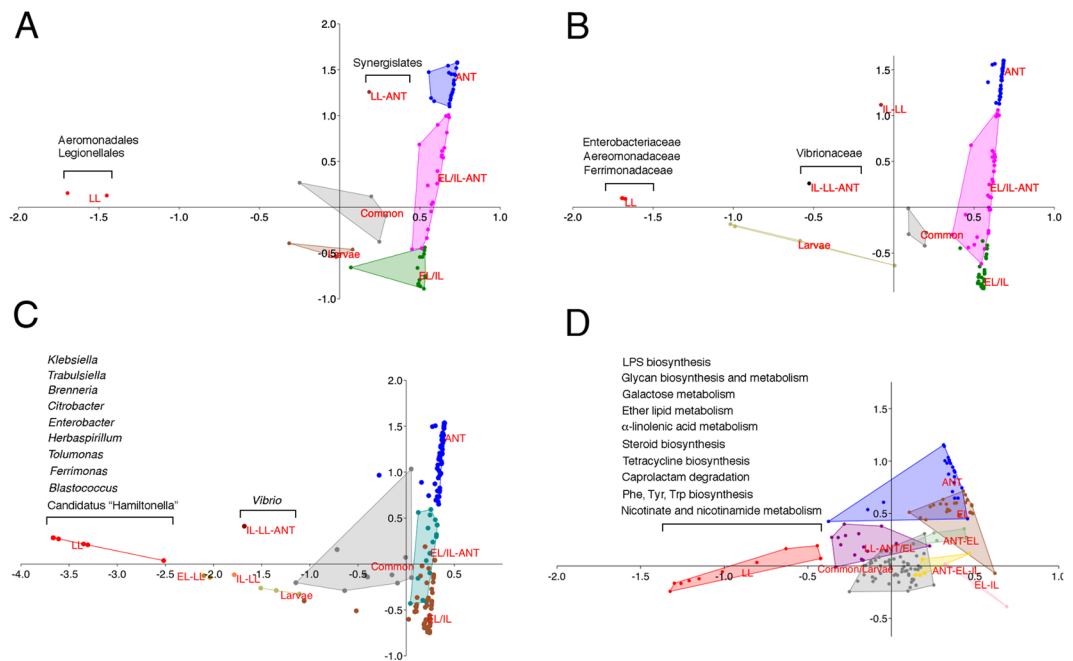 A
2.0
1.5
Synergislates
ANT
LL-ANT
1.0
Aeromonadales
Legionellales
0.5
LL
EL/IL-ANT
-2.0
-1.5
-1.0
-0.5
Common
0.5
1.0
Larvae
-0.5
EL/IL
-1.0
B
1.5
ANT
1.0
IL-LL
Enterobacteriaceae
Aereomonadaceae
Ferrimonadaceae
Vibrionaceae
0.5
LL
IL-LL-ANT
EL/IL-ANT
-2.0
-1.5
-1.0
-0.5
0.5
1.0
Common
Larvae
-0.5
EL/IL
C
Klebsiella
Trabulsiella
Brenneria
Citrobacter
Enterobacter
Herbaspirillum
Tolumonas
Ferrimonas
Blastococcus
Candidatus “Hamiltonella”
Vibrio
2.0
1.5
ANT
1.0
0.5
IL-LL-ANT
LL
EL/IL-ANT
-4.0
-3.5
-3.0
-2.5
-2.0
-1.5
-1.0
-0.5
Common
0.5
EL-LL
IL-LL
Larvae
-0.5
EL/IL
-1.0
D
LPS biosynthesis
Glycan biosynthesis and metabolism
Galactose metabolism
Ether lipid metabolism
α-linolenic acid metabolism
Steroid biosynthesis
Tetracycline biosynthesis
Caprolactam degradation
Phe, Tyr, Trp biosynthesis
Nicotinate and nicotinamide metabolism
1.5
1.0
ANT
0.5
EL
ANT-EL
L-ANT/EL
-2.0
-1.5
-1.0
-0.5
Common/Larvae
0.5
1.0
LL
ANT-EL-IL
EL-IL
-0.5